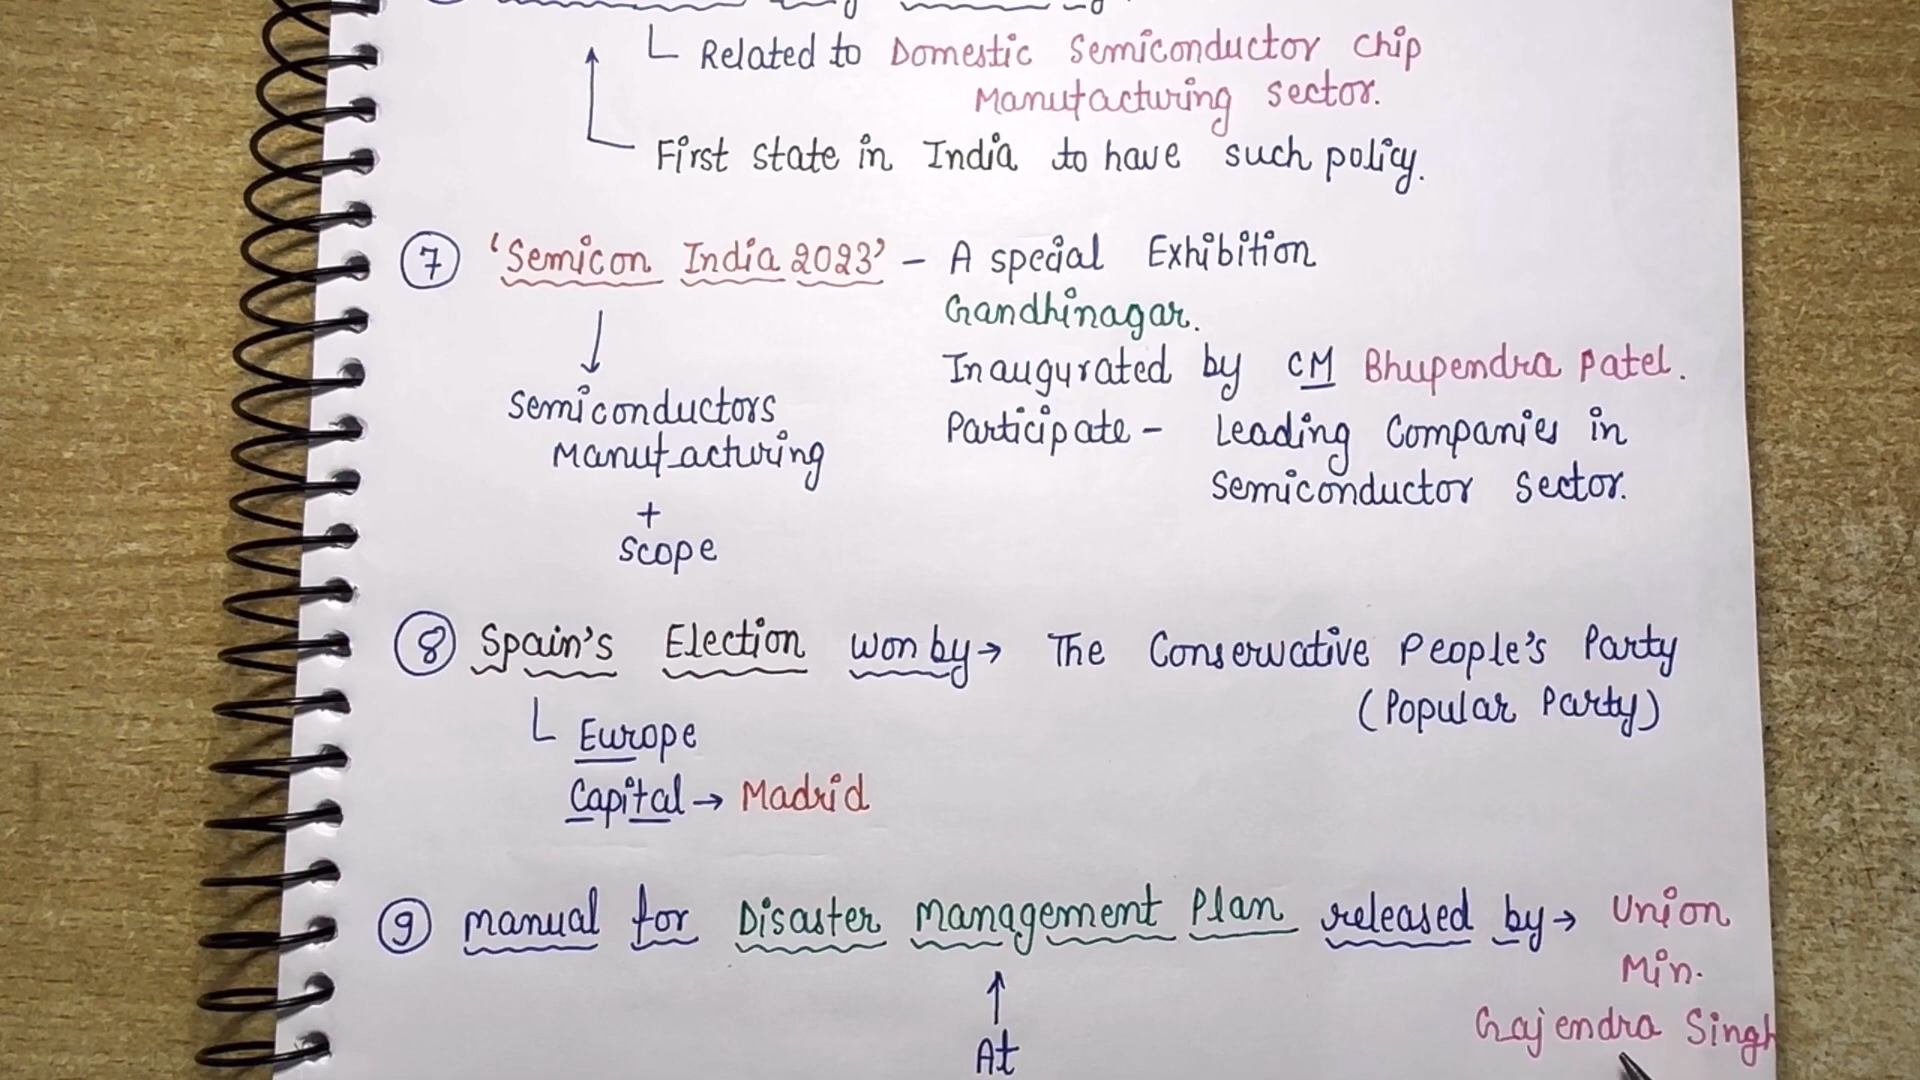 └ Related to Domestic Semiconductor Chip
Manufacturing sector.
First state in India to have such policy.
⑦ 'Semicon India 2023' – A special Exhibition
Gandhinagar.
Inaugurated by CM Bhupendra Patel.
Participate – Leading Companies in
Semiconductor Sector.
↓
Semiconductors
Manufacturing
+
Scope
⑧ Spain's Election won by → The Conservative People's Party
(Popular Party)
└ Europe
Capital → Madrid
⑨ Manual for Disaster Management Plan released by → Union
Min.
Gajendra Singh
↑
At